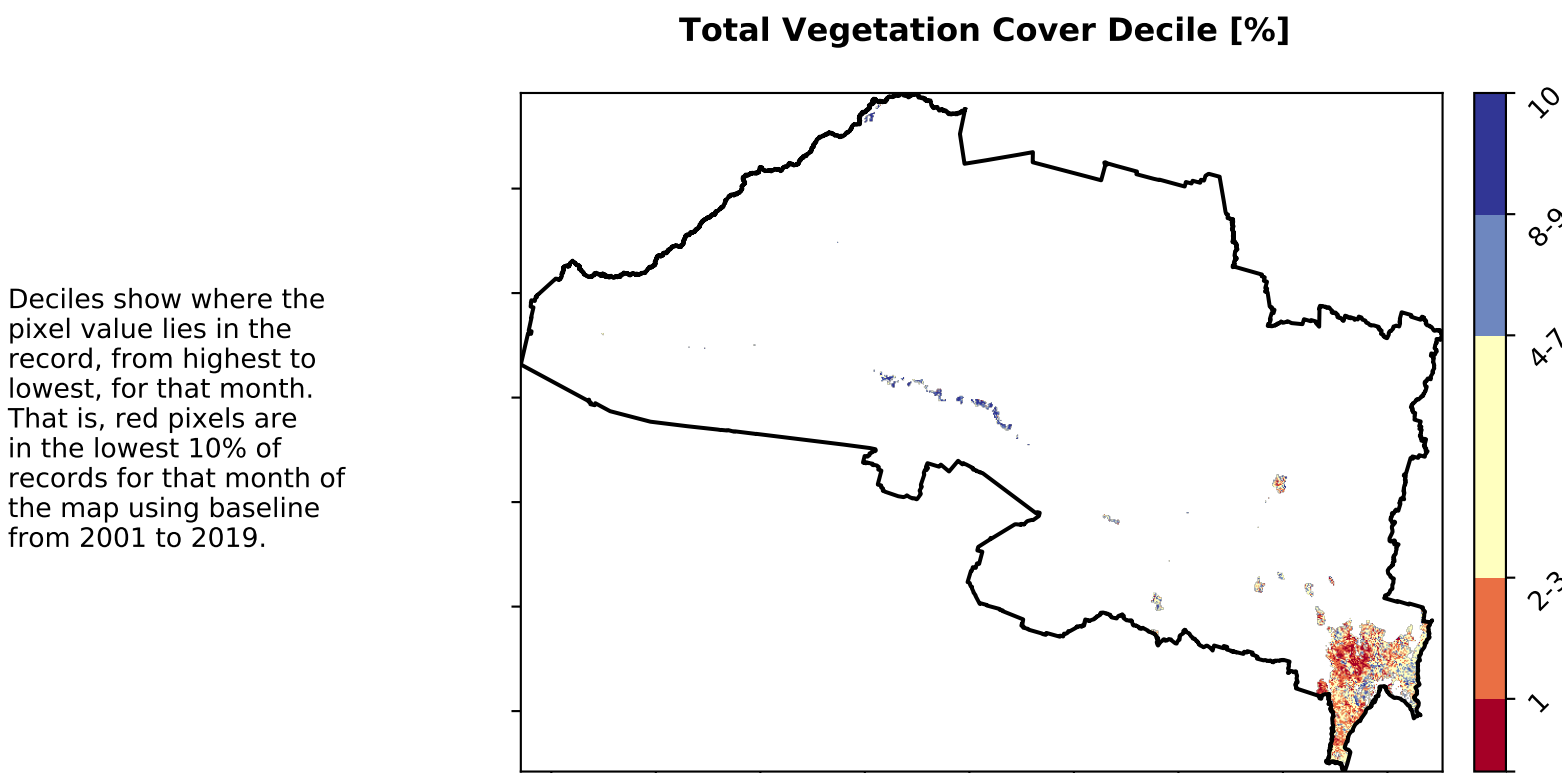 Total Vegetation Cover Decile [%]
Deciles show where the
pixel value lies in the
record, from highest to
lowest, for that month.
That is, red pixels are
in the lowest 10% of
records for that month of
the map using baseline
from 2001 to 2019.
10
8-9
4-7
2-3
1